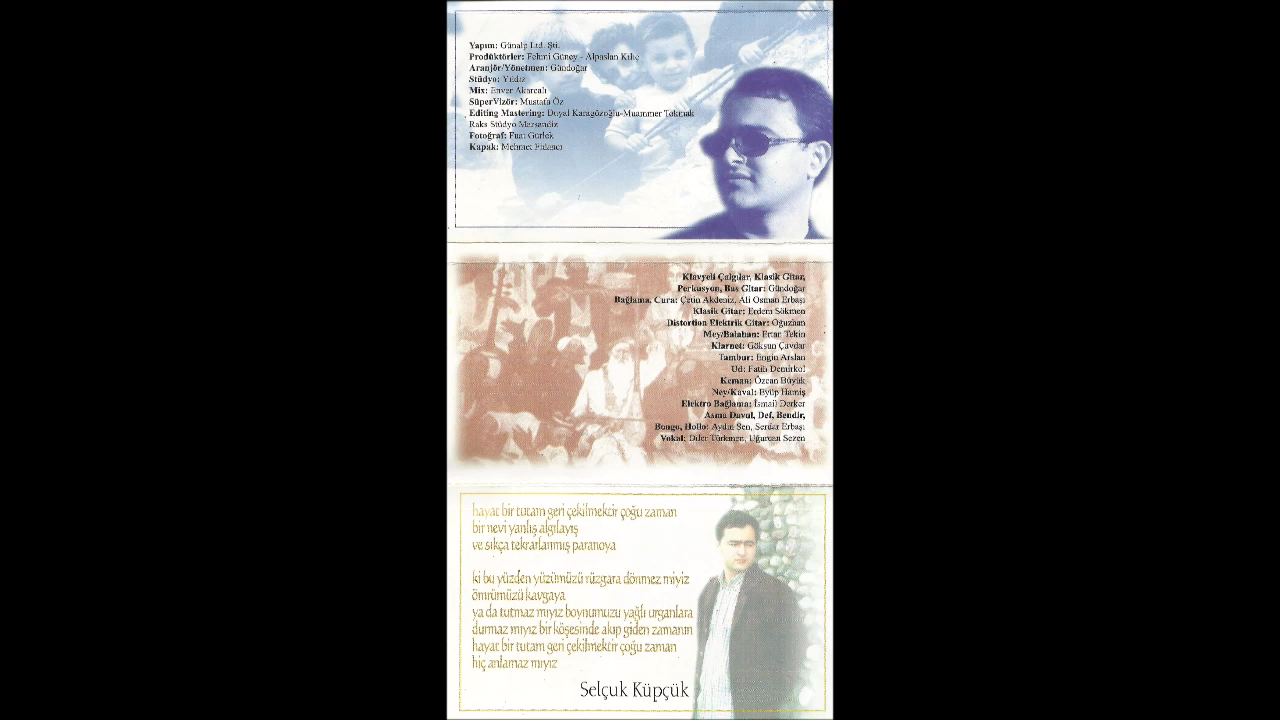 Yapım: Günalp Ltd. Şti.
Prodüktörler: Fehmi Güney - Alpaslan Kılıç
Aranjör/Yönetmen: Gündoğar
Stüdyo: Yıldız
Mix: Enver Akarcalı
SüperVizör: Mustafa Öz
Editing Mastering: Duyal Karagözoğlu-Muammer Tokmak
Raks Stüdyo Marşandiz
Fotoğraf: Fuat Gürlek
Kapak: Mehmet
Klavyeli Çalgılar, Klasik Gitar,
Perküsyon, Bas Gitar: Gündoğar
Bağlama, Cura: Çetin Akdeniz, Ali Osman Erbaşı
Klasik Gitar: Erdem Sökmen
Distortion Elektrik Gitar: Oğuzhan
Mey/Balaban: Ertan Tekin
Klarnet: Göksun Çavdar
Tambur: Engin Arslan
Ud: Fatih Demirkol
Keman: Özcan Büyük
Ney/Kaval: Eyüp Hamiş
Elektro Bağlama: İsmail Derker
Asma Davul, Def, Bendir,
Bongo, Hollo: Aydın Şen, Serdar Erbaşı
Vokal: Diler Türkmen, Uğurcan Sezen
hayat bir tutam geri çekilmektir çoğu zaman
bir nevi yanlış algılayış
ve sıkça tekrarlanmış paranoya
ki bu yüzden yüzümüzü rüzgara dönmez miyiz
ömrümüzü kavgaya
ya da tutmaz mıyız boynumuzu yağlı urganlara
durmaz mıyız bir köşesinde akıp giden zamanın
hayat bir tutam geri çekilmektir çoğu zaman
hiç anlamaz mıyız
Selçuk Küpçük